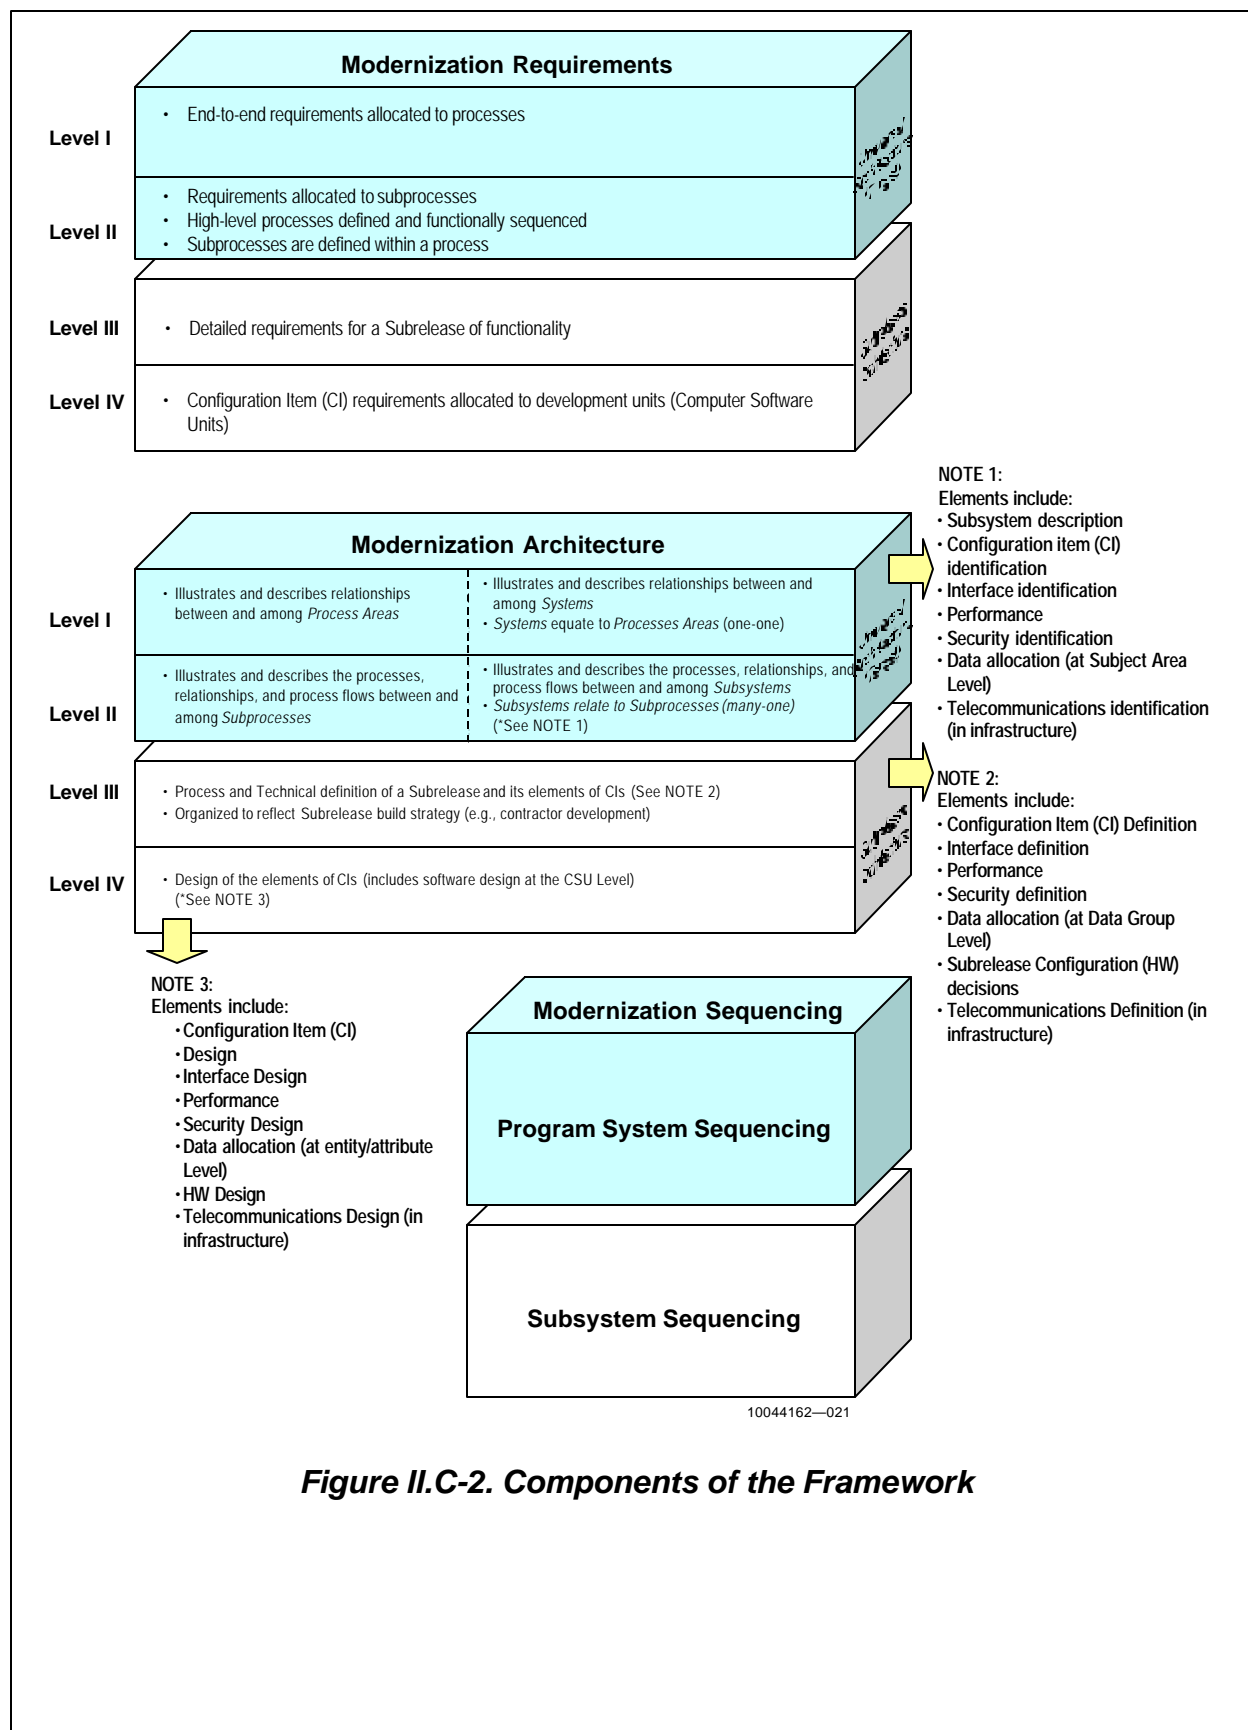 Modernization Requirements
Level I
• End-to-end requirements allocated to processes
Level II
• Requirements allocated to subprocesses
• High-level processes defined and functionally sequenced
• Subprocesses are defined within a process
Level III
• Detailed requirements for a Subrelease of functionality
Level IV
• Configuration Item (CI) requirements allocated to development units (Computer Software
Units)
Modernization Architecture
Level I
• Illustrates and describes relationships
between and among Process Areas
• Illustrates and describes relationships between and
among Systems
• Systems equate to Processes Areas (one-one)
Level II
• Illustrates and describes the processes,
relationships, and process flows between and
among Subprocesses
• Illustrates and describes the processes, relationships, and
process flows between and among Subsystems
• Subsystems relate to Subprocesses (many-one)
(*See NOTE 1)
Level III
• Process and Technical definition of a Subrelease and its elements of CIs (See NOTE 2)
• Organized to reflect Subrelease build strategy (e.g., contractor development)
Level IV
• Design of the elements of CIs (includes software design at the CSU Level)
(*See NOTE 3)
NOTE 1:
Elements include:
• Subsystem description
• Configuration item (CI)
identification
• Interface identification
• Performance
• Security identification
• Data allocation (at Subject Area
Level)
• Telecommunications identification
(in infrastructure)
NOTE 2:
Elements include:
• Configuration Item (CI) Definition
• Interface definition
• Performance
• Security definition
• Data allocation (at Data Group
Level)
• Subrelease Configuration (HW)
decisions
• Telecommunications Definition (in
infrastructure)
NOTE 3:
Elements include:
• Configuration Item (CI)
• Design
• Interface Design
• Performance
• Security Design
• Data allocation (at entity/attribute
Level)
• HW Design
• Telecommunications Design (in
infrastructure)
Modernization Sequencing
Program System Sequencing
Subsystem Sequencing
10044162—021
Figure II.C-2. Components of the Framework